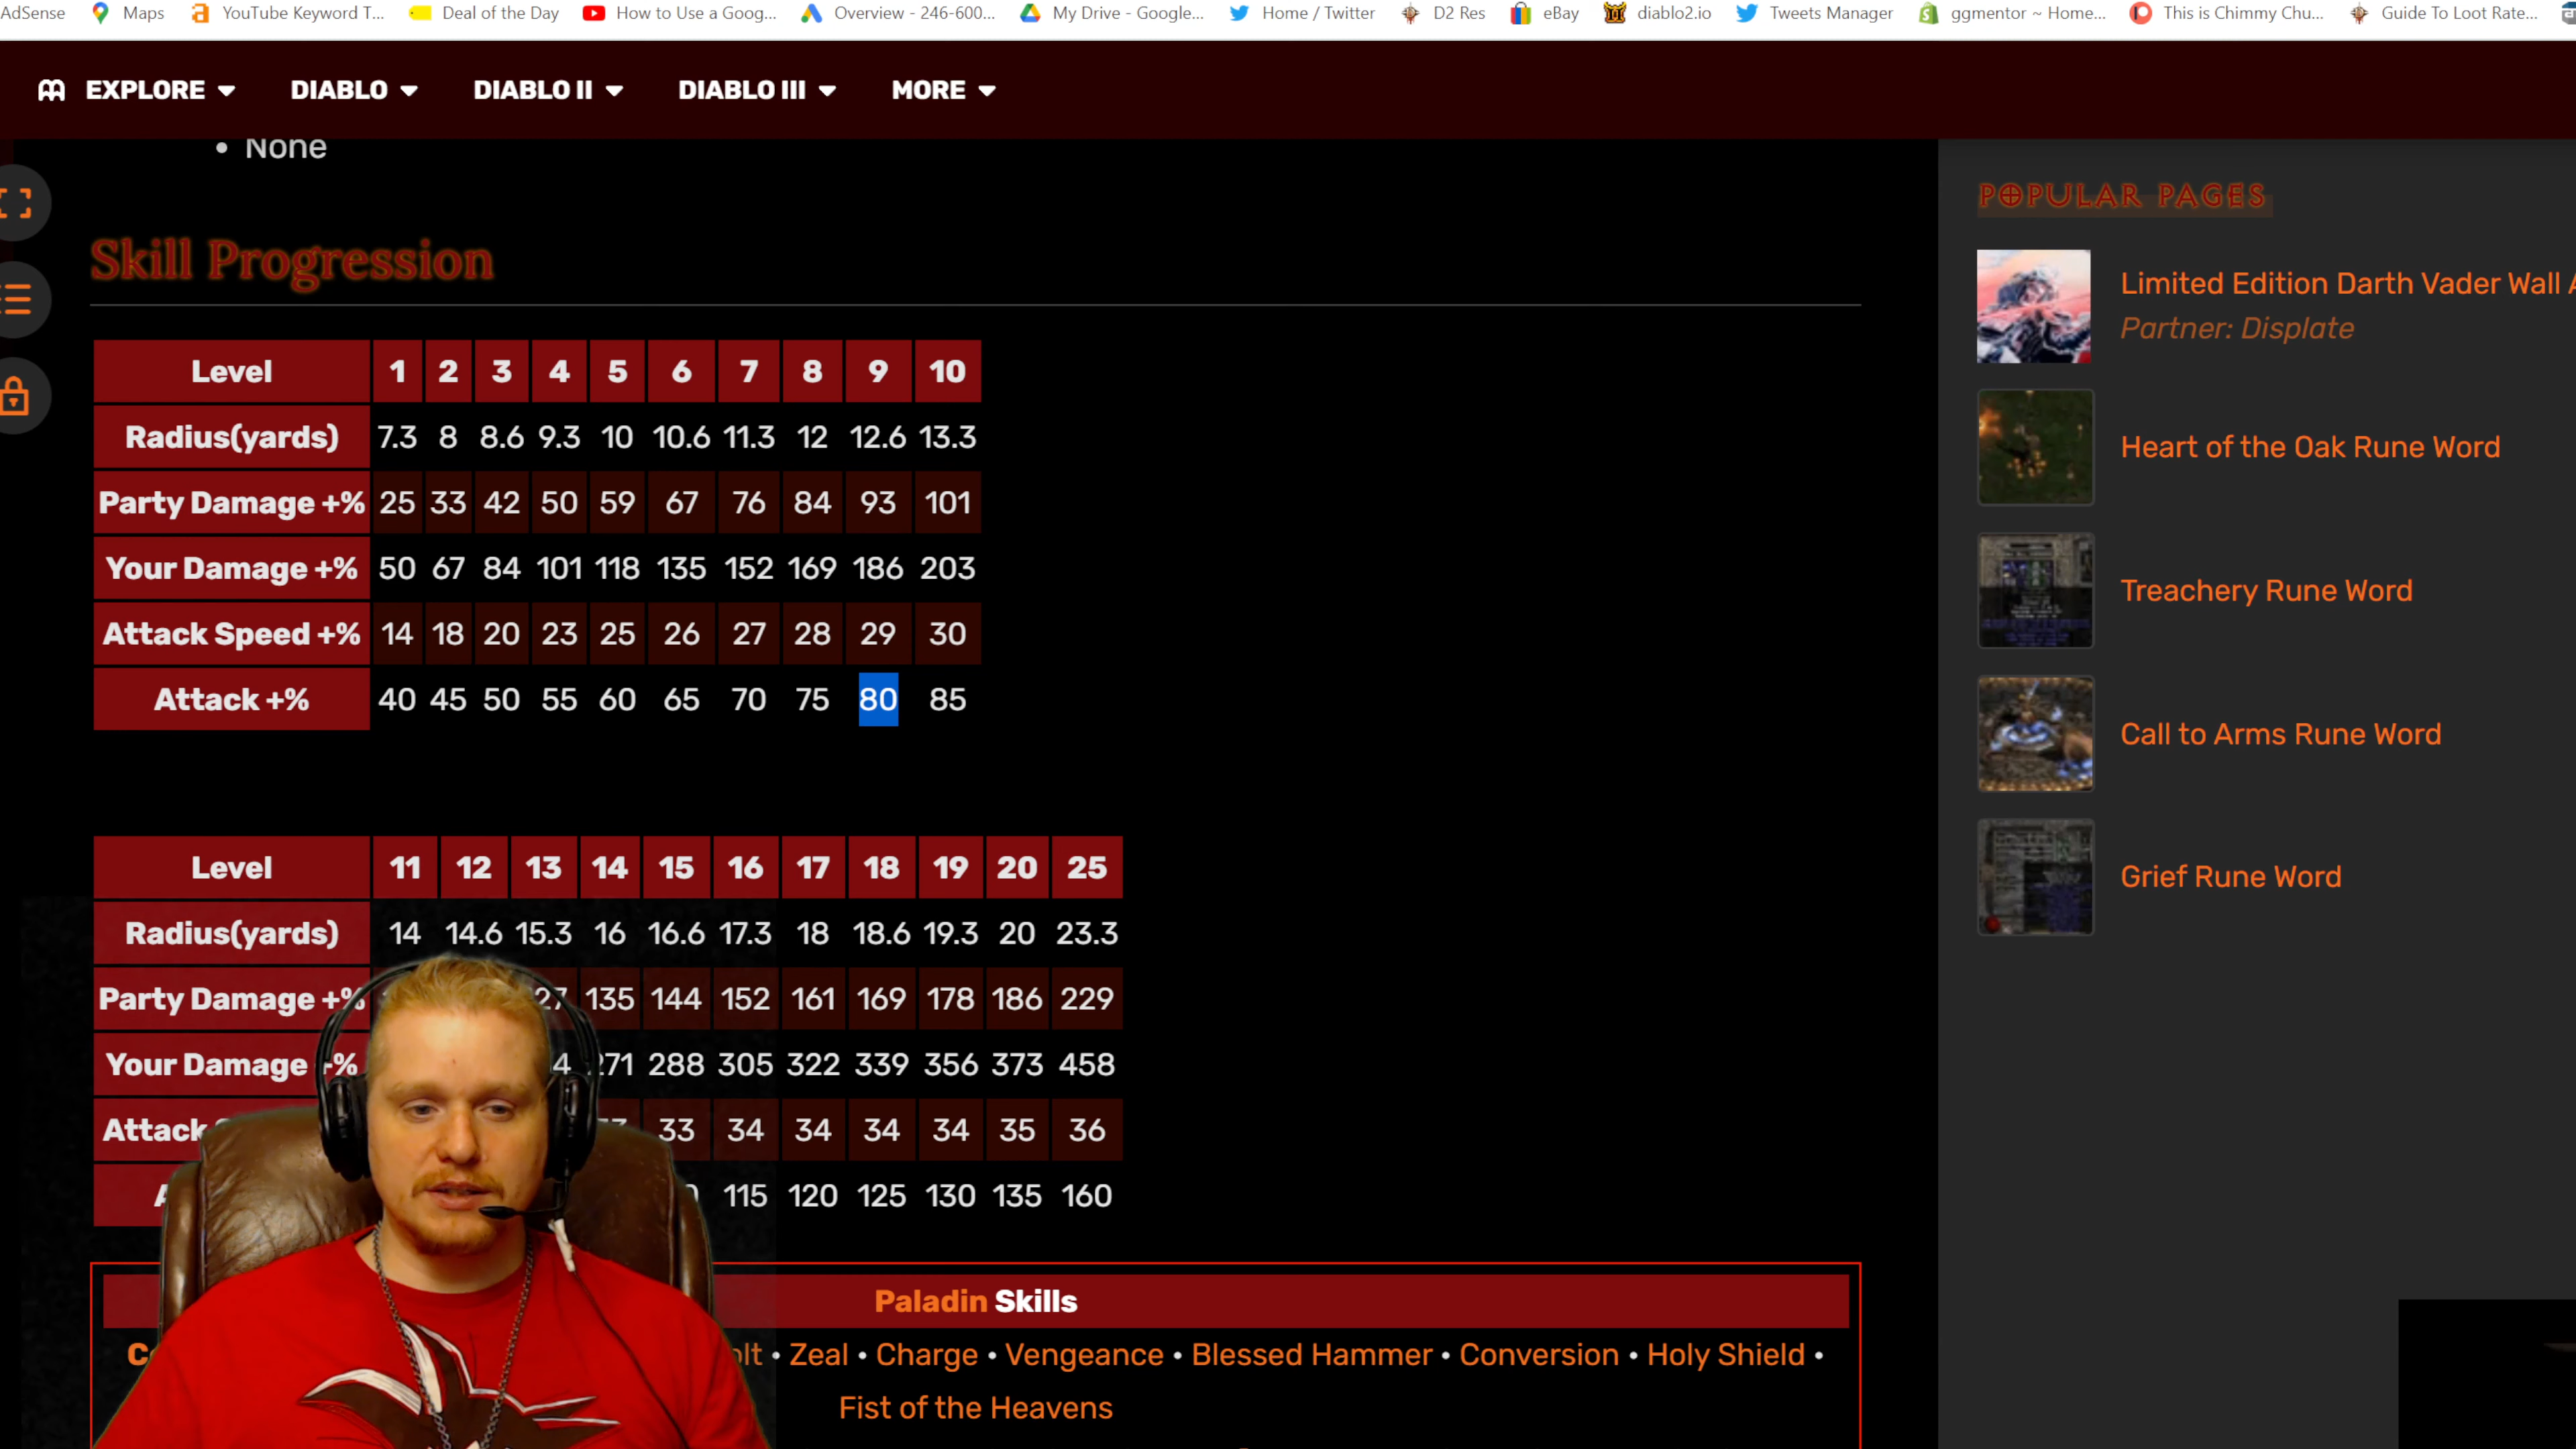 AdSense Maps YouTube Keyword T... Deal of the Day How to Use a Goog... Overview - 246-600... My Drive - Google... Home / Twitter D2 Res eBay diablo2.io Tweets Manager ggmentor ~ Home... This is Chimmy Chu... Guide To Loot Rate...
EXPLORE DIABLO DIABLO II DIABLO III MORE
• None
Skill Progression
Level 1 2 3 4 5 6 7 8 9 10
Radius(yards) 7.3 8 8.6 9.3 10 10.6 11.3 12 12.6 13.3
Party Damage +% 25 33 42 50 59 67 76 84 93 101
Your Damage +% 50 67 84 101 118 135 152 169 186 203
Attack Speed +% 14 18 20 23 25 26 27 28 29 30
Attack +% 40 45 50 55 60 65 70 75 80 85
Level 11 12 13 14 15 16 17 18 19 20 25
Radius(yards) 14 14.6 15.3 16 16.6 17.3 18 18.6 19.3 20 23.3
Party Damage +% 27 135 144 152 161 169 178 186 229
Your Damage +% 4 271 288 305 322 339 356 373 458
Attack 33 34 34 34 34 35 36
115 120 125 130 135 160
Paladin Skills
• Zeal • Charge • Vengeance • Blessed Hammer • Conversion • Holy Shield •
Fist of the Heavens
POPULAR PAGES
Limited Edition Darth Vader Wall
Partner: Displate
Heart of the Oak Rune Word
Treachery Rune Word
Call to Arms Rune Word
Grief Rune Word